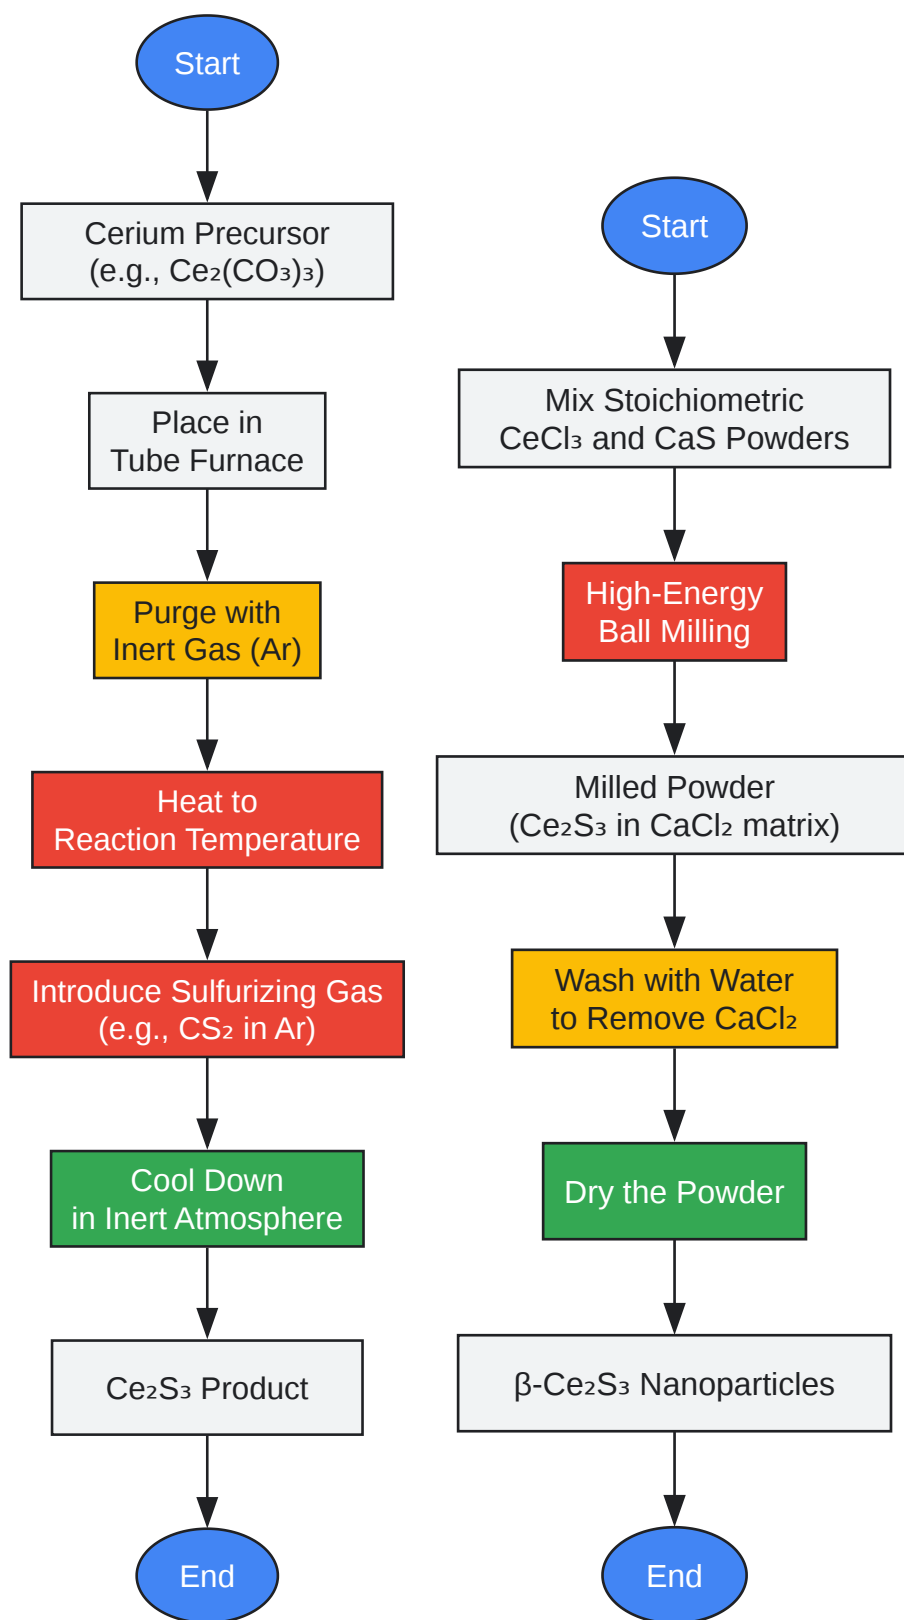 Start
Cerium Precursor
(e.g., Ce₂(CO₃)₃)
Place in
Tube Furnace
Purge with
Inert Gas (Ar)
Heat to
Reaction Temperature
Introduce Sulfurizing Gas
(e.g., CS₂ in Ar)
Cool Down
in Inert Atmosphere
Ce₂S₃ Product
End
Start
Mix Stoichiometric
CeCl₃ and CaS Powders
High-Energy
Ball Milling
Milled Powder
(Ce₂S₃ in CaCl₂ matrix)
Wash with Water
to Remove CaCl₂
Dry the Powder
β-Ce₂S₃ Nanoparticles
End